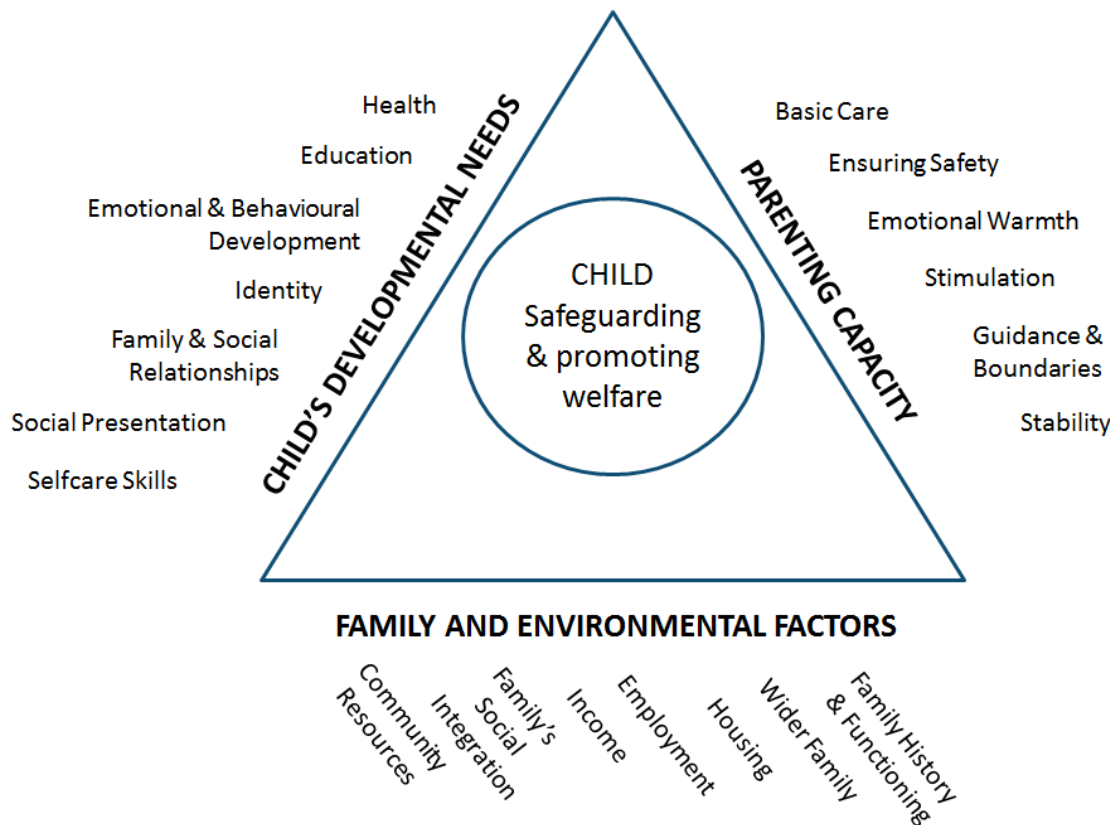 Health
Education
Emotional & Behavioural
Development
Identity
Family & Social
Relationships
Social Presentation
Selfcare Skills
CHILD'S DEVELOPMENTAL NEEDS
CHILD
Safeguarding
& promoting
welfare
PARENTING CAPACITY
Basic Care
Ensuring Safety
Emotional Warmth
Stimulation
Guidance &
Boundaries
Stability
FAMILY AND ENVIRONMENTAL FACTORS
Community
Resources
Family's
Social
Integration
Income
Employment
Housing
Wider Family
Family History
& Functioning